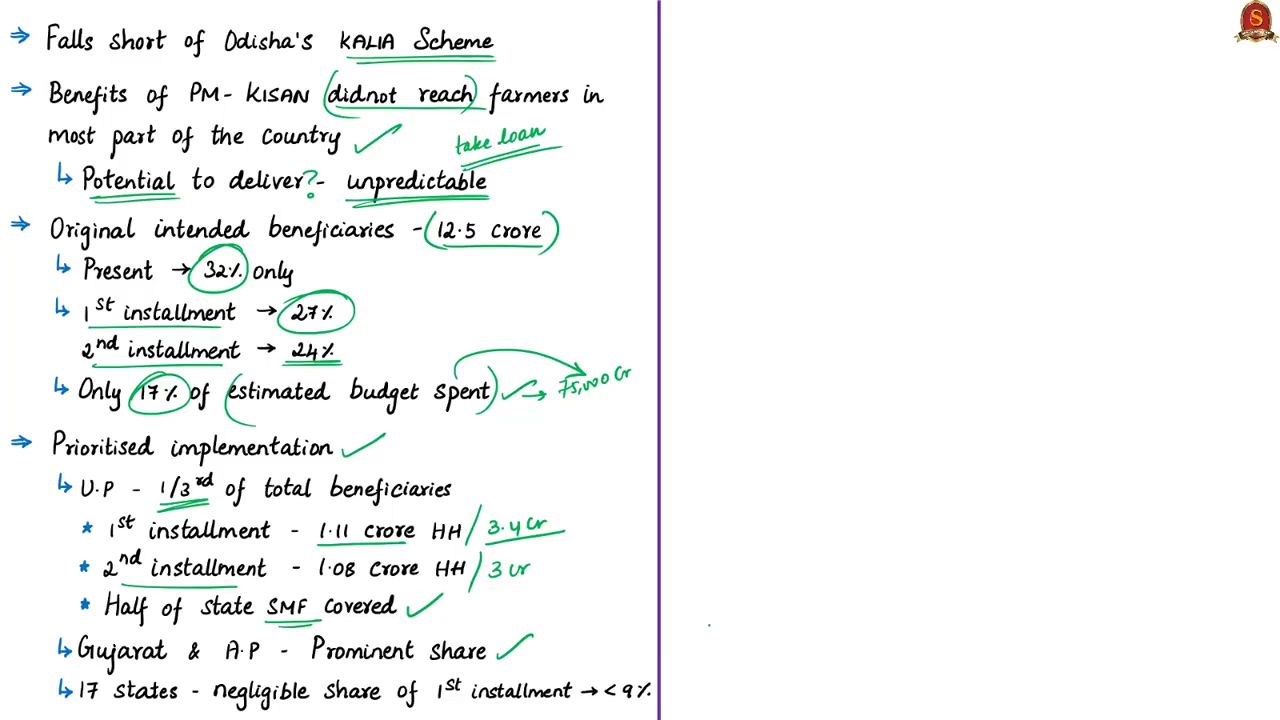 ⇒ Falls short of Odisha's KALIA Scheme
⇒ Benefits of PM-KISAN (didnot reach) farmers in
most part of the country ✓
take loan
↳ Potential to deliver? - unpredictable
⇒ Original intended beneficiaries - (12.5 crore)
↳ Present → 32% only
↳ 1st installment → 27%
2nd installment → 24%
↳ Only 17% of (estimated budget spent) ✓ → 75,000 Cr
⇒ Prioritised implementation ✓
↳ U.P - 1/3rd of total beneficiaries
* 1st installment - 1.11 crore HH / 3.4 Cr
* 2nd installment - 1.08 crore HH / 3 cr
* Half of state SMF covered ✓
↳ Gujarat & A.P - Prominent share ✓
↳ 17 states - negligible share of 1st installment → < 9%
S